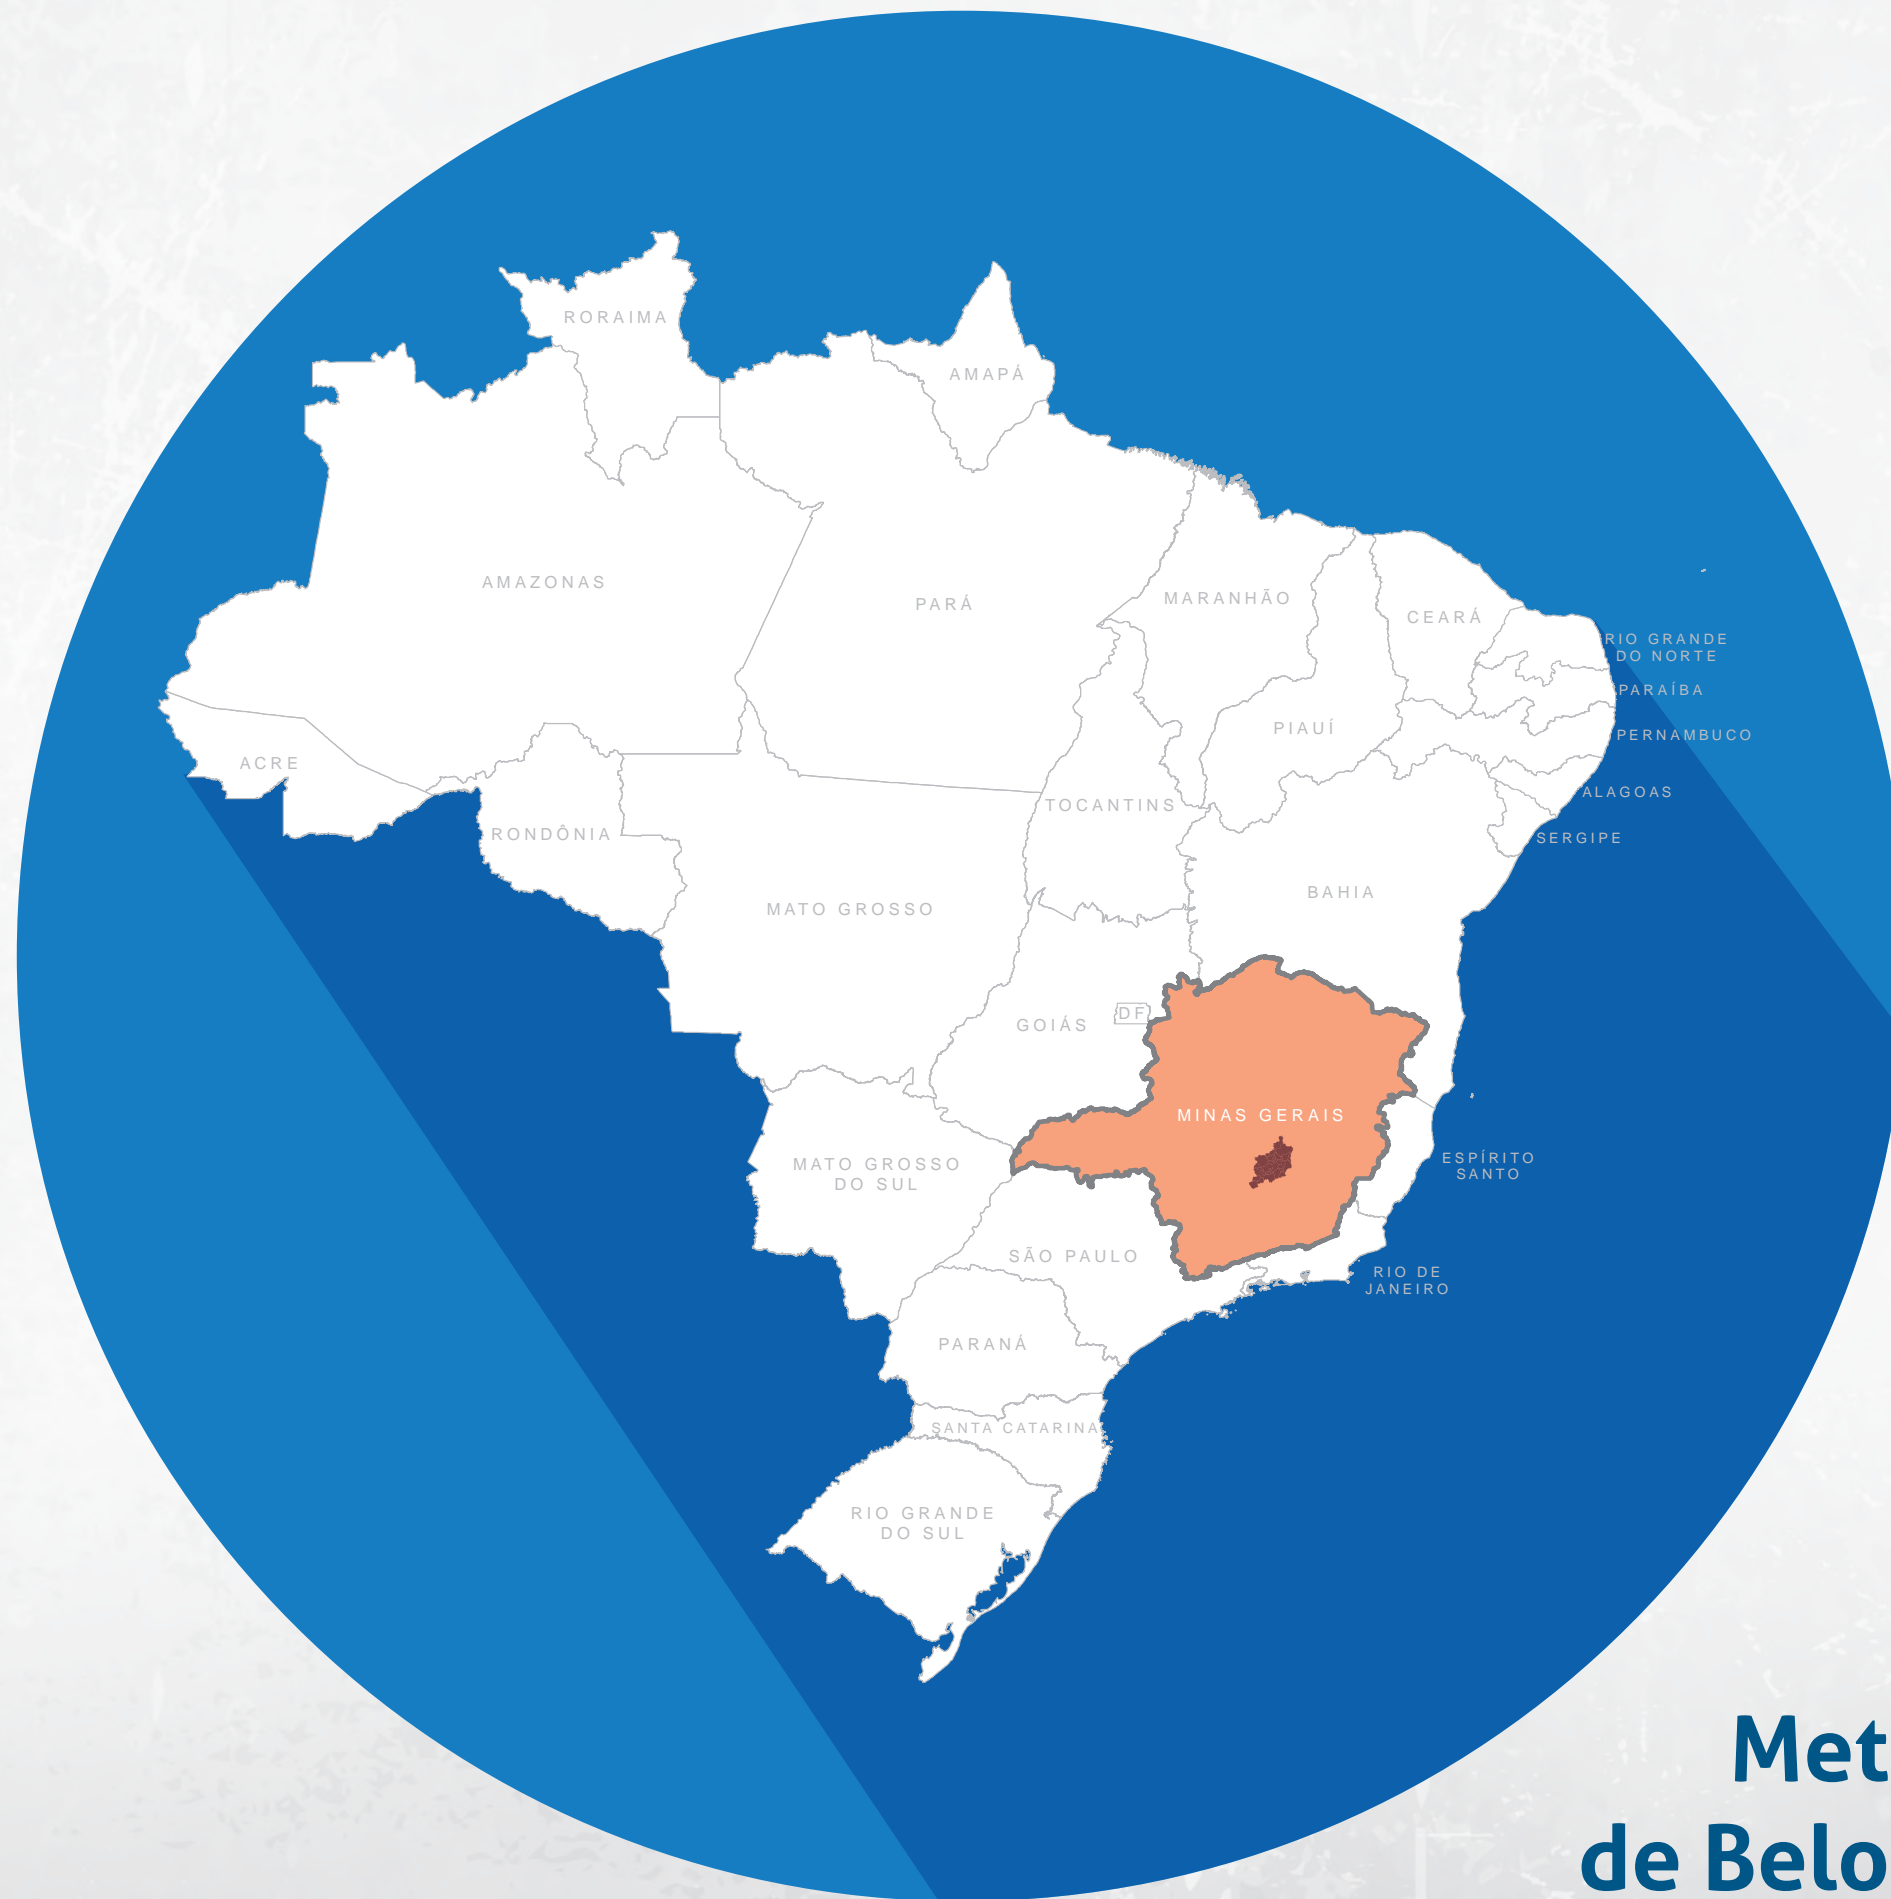 RORAIMA
AMAPÁ
AMAZONAS
PARÁ
MARANHÃO
CEARÁ
RIO GRANDE
DO NORTE
PARAÍBA
PIAUÍ
PERNAMBUCO
ACRE
ALAGOAS
TOCANTINS
RONDÔNIA
SERGIPE
BAHIA
MATO GROSSO
DF
GOIÁS
MINAS GERAIS
ESPÍRITO
SANTO
MATO GROSSO
DO SUL
SÃO PAULO
RIO DE
JANEIRO
PARANÁ
SANTA CATARINA
RIO GRANDE
DO SUL
Met
de Belo